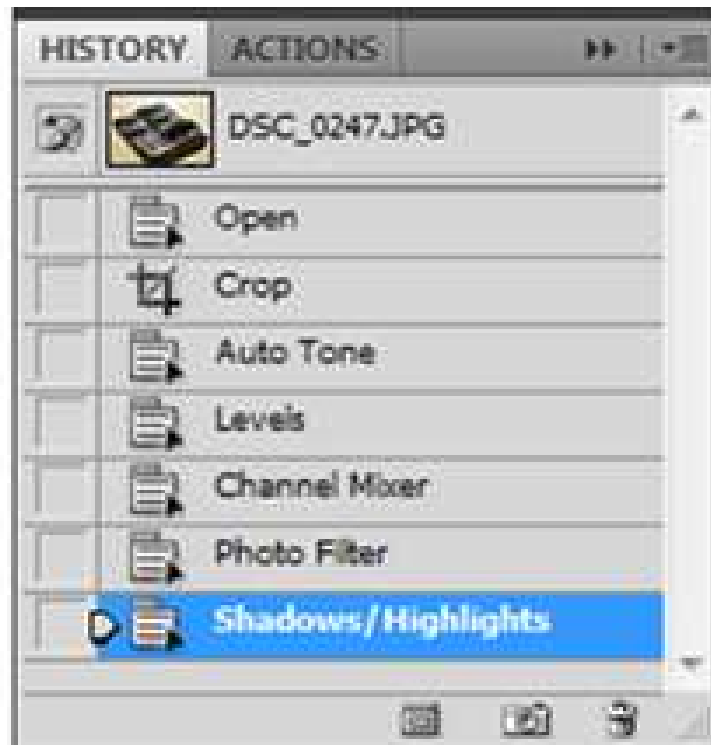 HISTORY ACTIONS
DSC_0247.JPG
Open
Crop
Auto Tone
Levels
Channel Mixer
Photo Filter
Shadows/Highlights